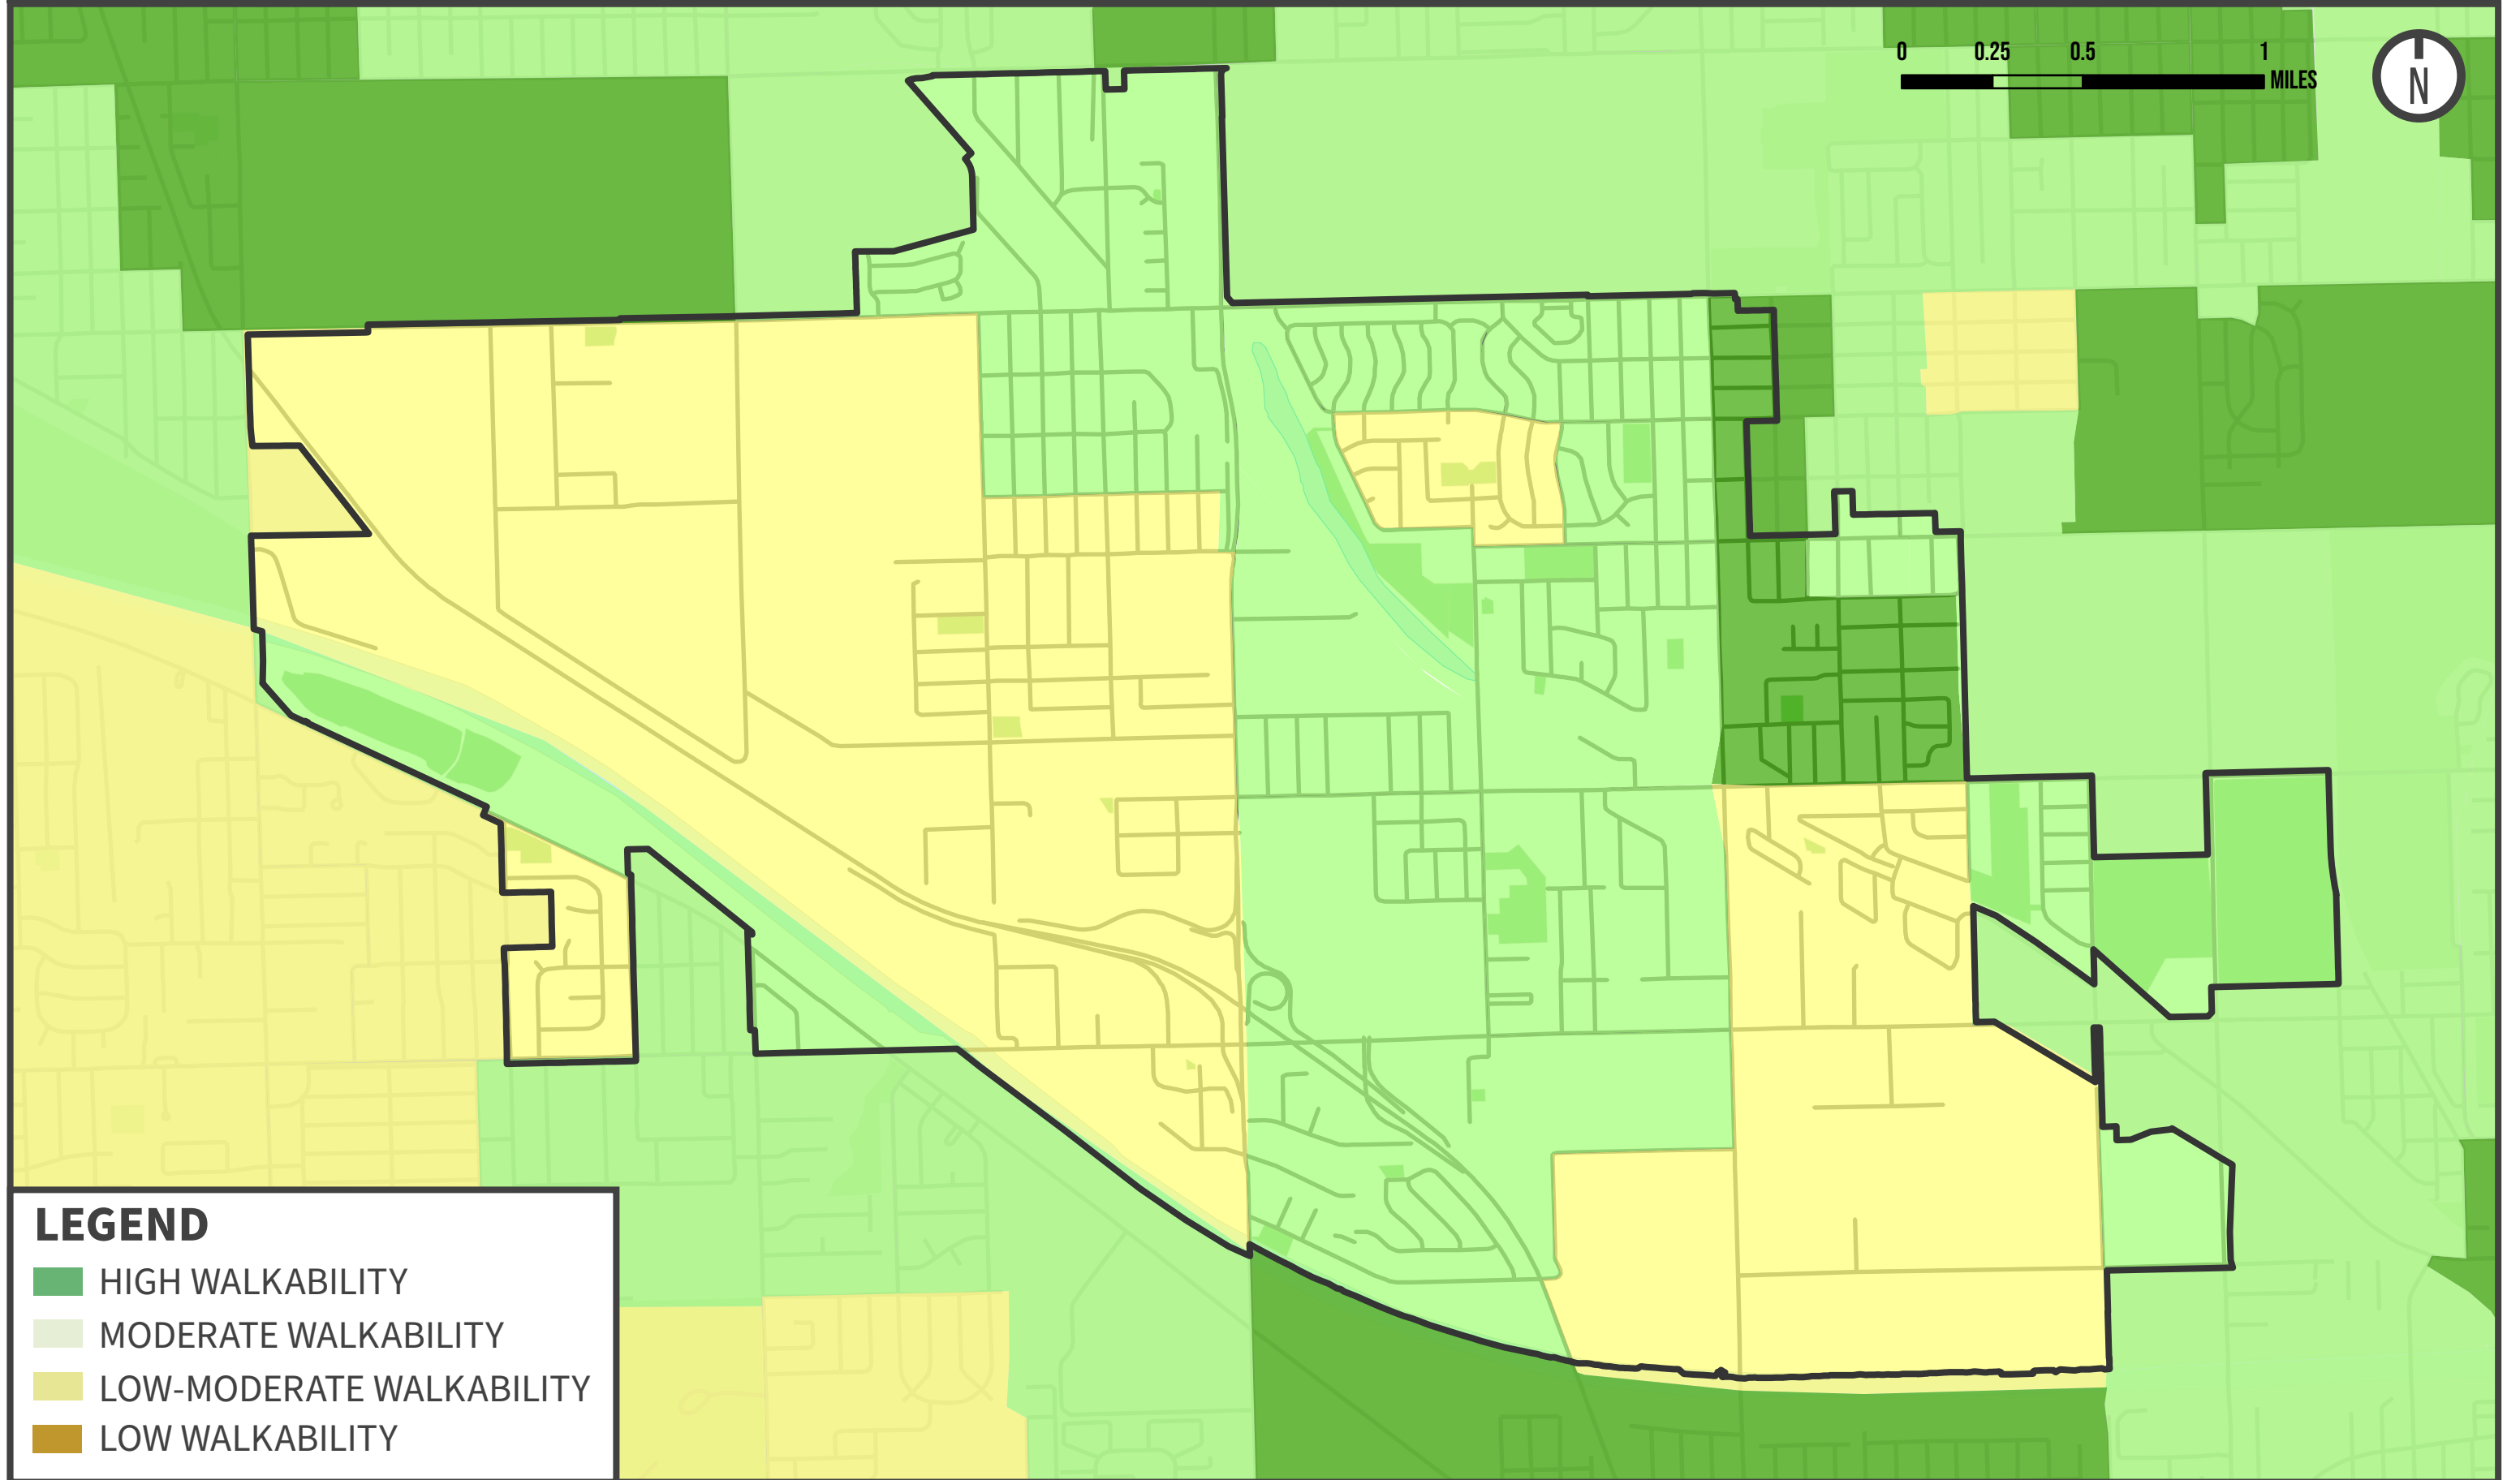 0 0.25 0.5 1
MILES
N
LEGEND
HIGH WALKABILITY
MODERATE WALKABILITY
LOW-MODERATE WALKABILITY
LOW WALKABILITY